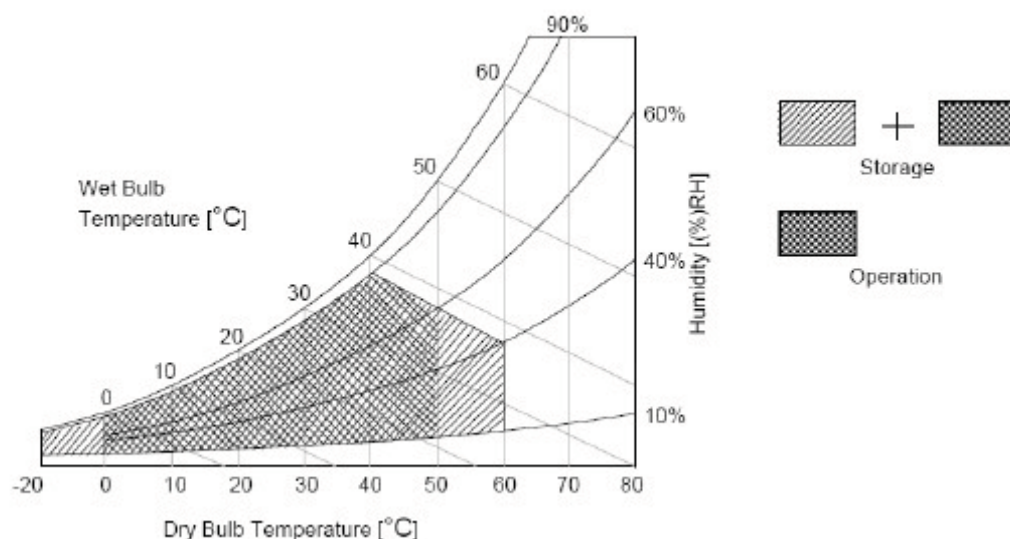 90%
60
60%
50
Wet Bulb
Temperature [°C]
40
40%
30
20
10
0
10%
Humidity [(%)RH]
-20 0 10 20 30 40 50 60 70 80
Dry Bulb Temperature [°C]
+
Storage
Operation